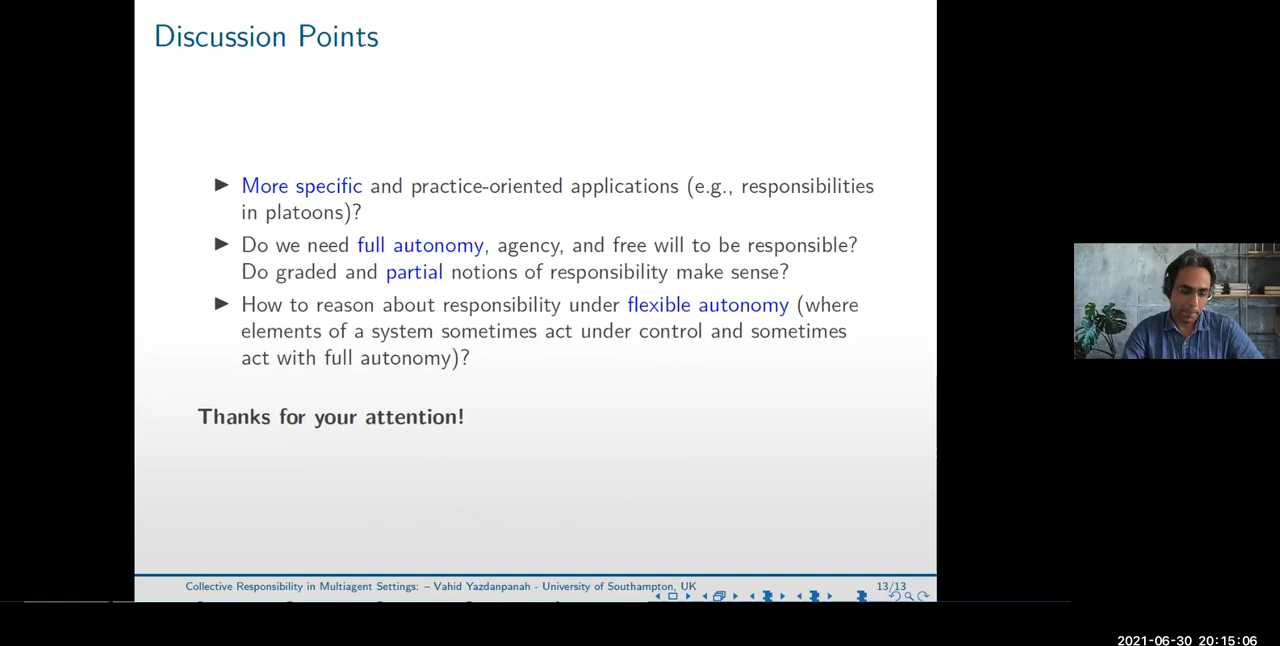 Discussion Points
▶ More specific and practice-oriented applications (e.g., responsibilities
in platoons)?
▶ Do we need full autonomy, agency, and free will to be responsible?
Do graded and partial notions of responsibility make sense?
▶ How to reason about responsibility under flexible autonomy (where
elements of a system sometimes act under control and sometimes
act with full autonomy)?
Thanks for your attention!
Collective Responsibility in Multiagent Settings: – Vahid Yazdanpanah - University of Southampton, UK
13/13
2021-06-30 20:15:06